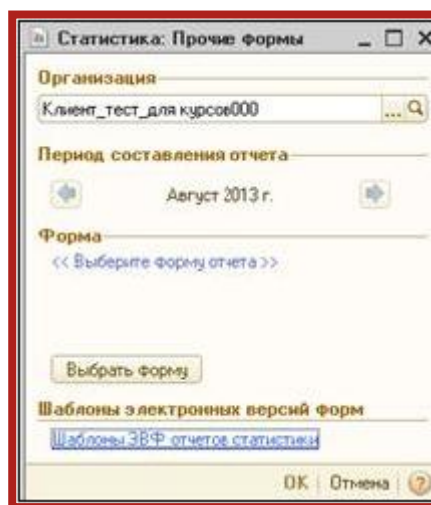 Статистика: Прочие формы
Организация
Клиент_тест_для курсов000
...
Период составления отчета
Август 2013 г.
Форма
<< Выберите форму отчета >>
Выбрать форму
Шаблоны электронных версий форм
Шаблоны ЭВФ отчетов статистики
OK | Отмена | ?